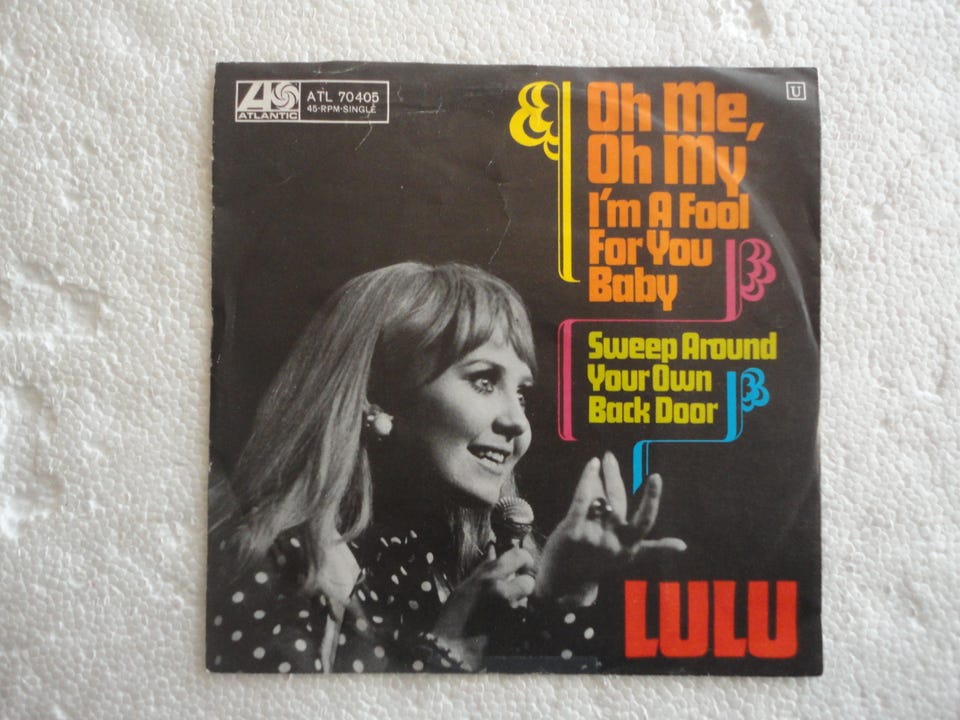 ATLANTIC
ATL 70405
45-RPM-SINGLE
U
Oh Me,
Oh My
I'm A Fool
For You
Baby
Sweep Around
Your Own
Back Door
LULU